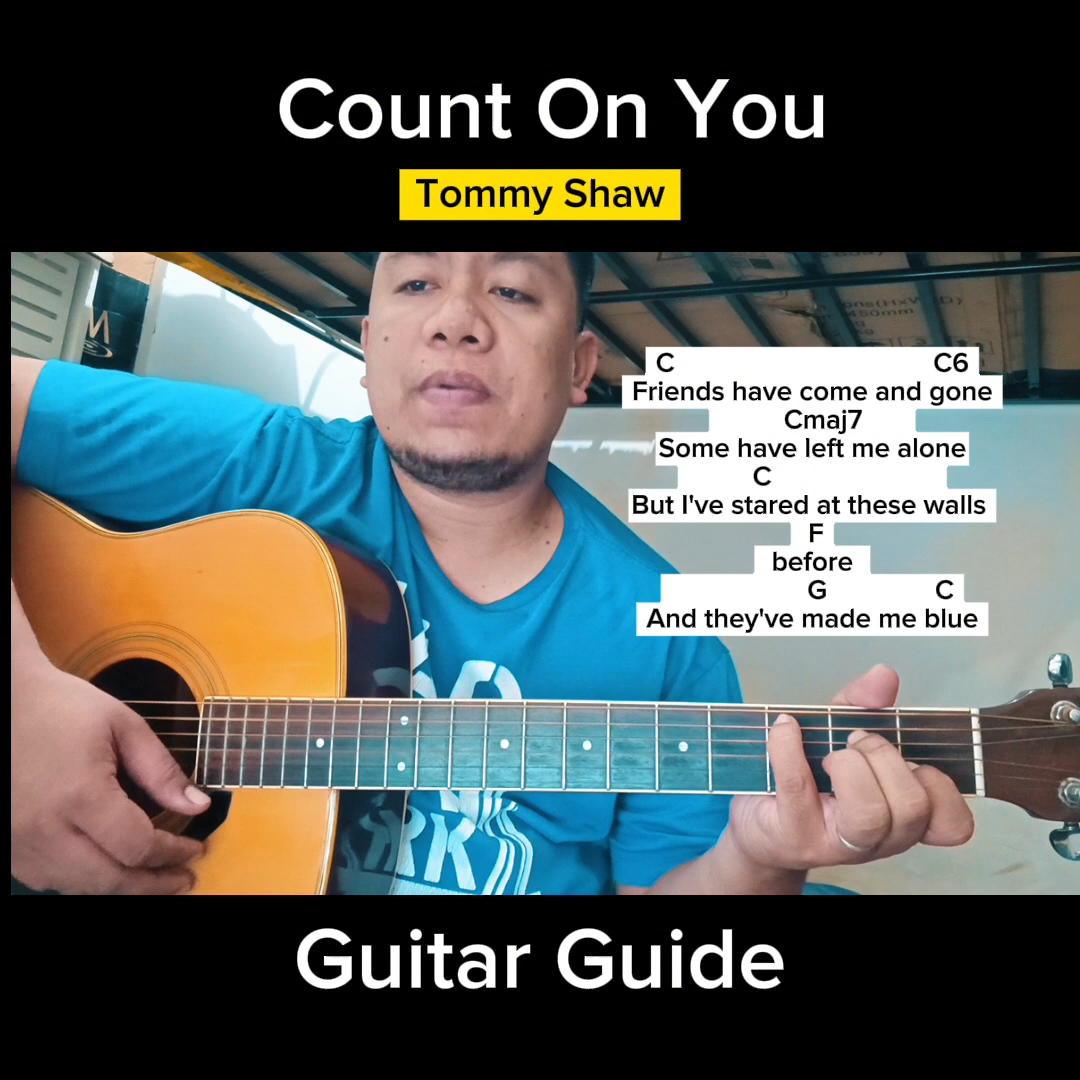 Count On You
Tommy Shaw
C C6
Friends have come and gone
Cmaj7
Some have left me alone
C
But I've stared at these walls
F
before
G C
And they've made me blue
450mm
Guitar Guide